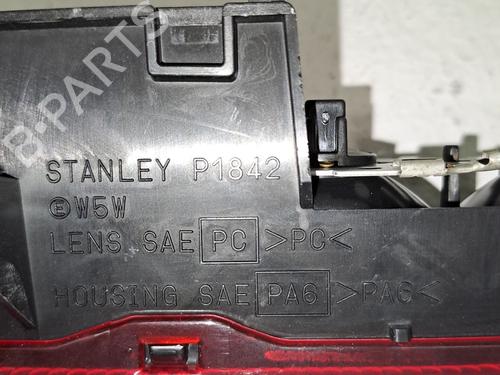 B-PARTS
STANLEY P1842
Ⓔ W5W
LENS SAE PC >PC<
HOUSING SAE PA6 >PA6<